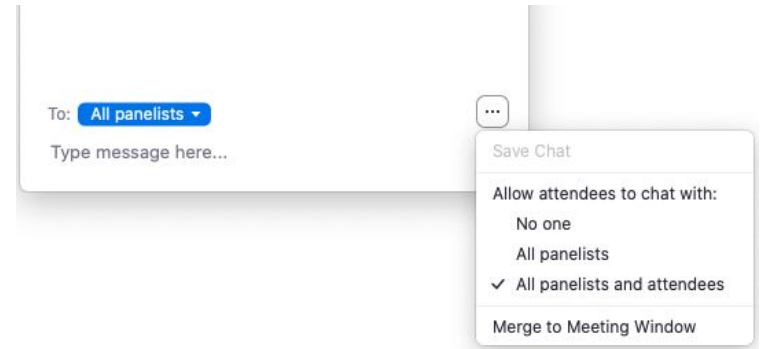 To: All panelists
Type message here...
Save Chat
Allow attendees to chat with:
No one
All panelists
All panelists and attendees
Merge to Meeting Window